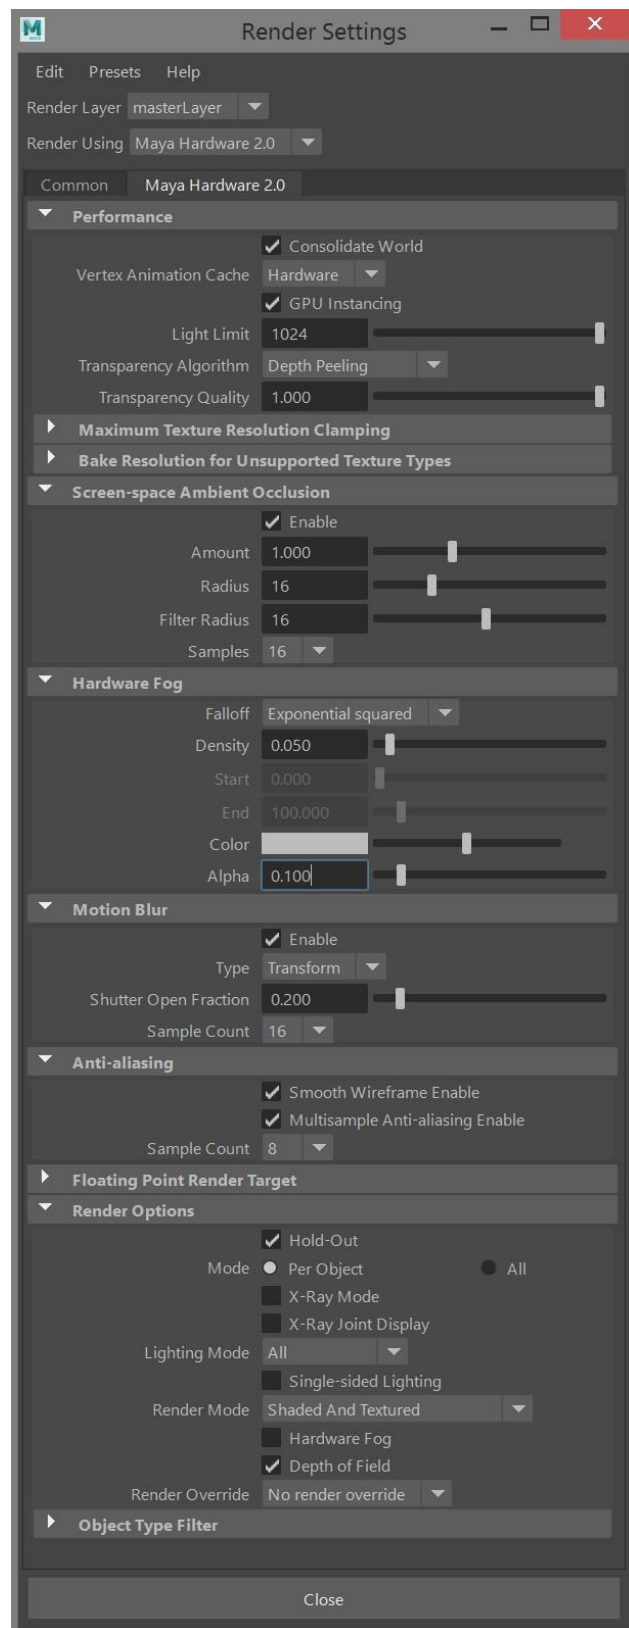 Render Settings
Edit Presets Help
Render Layer masterLayer
Render Using Maya Hardware 2.0
Common Maya Hardware 2.0
Performance
Consolidate World
Vertex Animation Cache Hardware
GPU Instancing
Light Limit 1024
Transparency Algorithm Depth Peeling
Transparency Quality 1.000
Maximum Texture Resolution Clamping
Bake Resolution for Unsupported Texture Types
Screen-space Ambient Occlusion
Enable
Amount 1.000
Radius 16
Filter Radius 16
Samples 16
Hardware Fog
Falloff Exponential squared
Density 0.050
Start 0.000
End 100.000
Color
Alpha 0.100
Motion Blur
Enable
Type Transform
Shutter Open Fraction 0.200
Sample Count 16
Anti-aliasing
Smooth Wireframe Enable
Multisample Anti-aliasing Enable
Sample Count 8
Floating Point Render Target
Render Options
Hold-Out
Mode Per Object All
X-Ray Mode
X-Ray Joint Display
Lighting Mode All
Single-sided Lighting
Render Mode Shaded And Textured
Hardware Fog
Depth of Field
Render Override No render override
Object Type Filter
Close